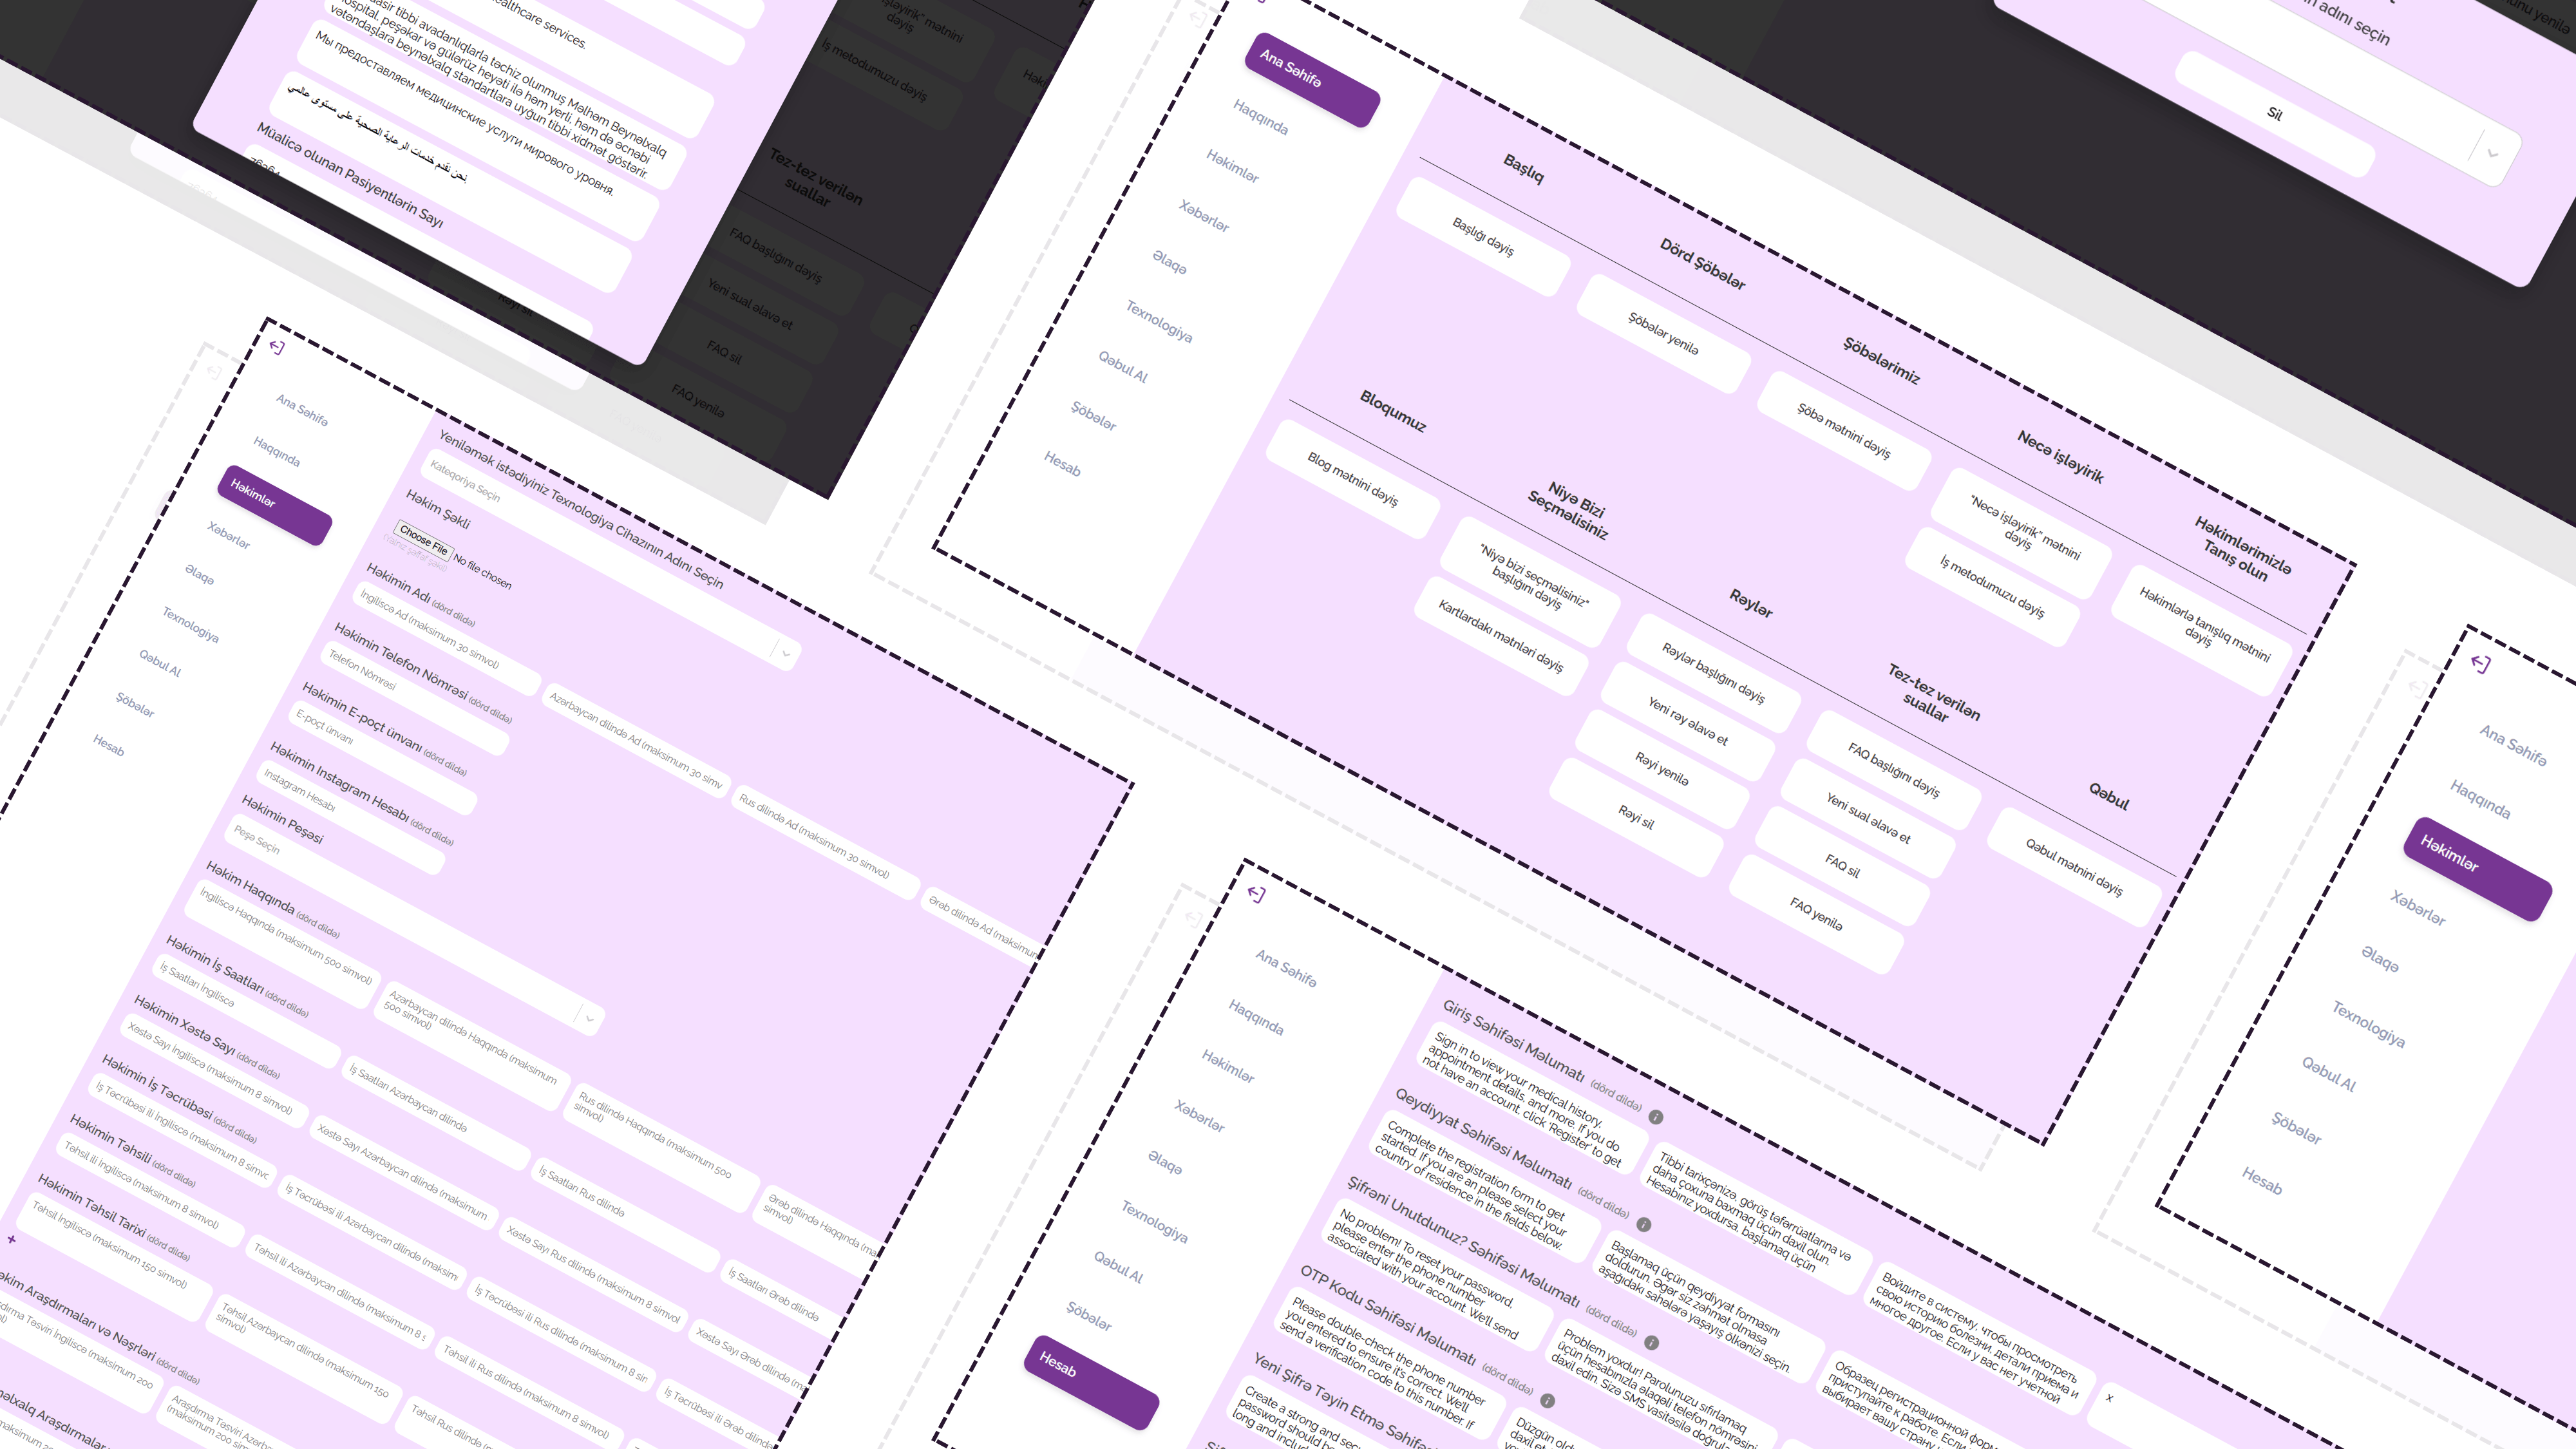 ealthcare services.
asir tibbi avadanlıqlarla təchiz olunmuş Məlhəm Beynəlxalq
ospital, peşəkar və gülərüz heyəti ilə həm yerli, həm də əcnəbi
vətəndaşlara beynəlxalq standartlara uyğun tibbi xidmət göstərir.
Мы предоставляем медицинские услуги мирового уровня.
نحن نقدم خدمات الرعاية الصحية على مستوى عالمي.
Müalicə olunan Pasiyentlərin Sayı
işləyirik" mətnini
dəyiş
İş metodumuzu dəyiş
Tez-tez verilən
suallar
FAQ başlığını dəyiş
Yeni sual əlavə et
FAQ sil
FAQ yenilə
Rəyi sil
Ana Səhifə
Haqqında
Həkimlər
Xəbərlər
Əlaqə
Texnologiya
Qəbul Al
Şöbələr
Hesab
Başlıq
Başlığı dəyiş
Dörd Şöbələr
Şöbələr yenilə
Şöbələrimiz
Şöbə mətnini dəyiş
Necə işləyirik
"Necə işləyirik" mətnini
dəyiş
İş metodumuzu dəyiş
Həkimlərimizlə
Tanış olun
Həkimlərlə tanışlıq mətnini
dəyiş
Bloqumuz
Blog mətnini dəyiş
Niyə Bizi
Seçməlisiniz
"Niyə bizi seçməlisiniz"
başlığını dəyiş
Kartlardakı mətnləri dəyiş
Rəylər
Rəylər başlığını dəyiş
Yeni rəy əlavə et
Rəyi yenilə
Rəyi sil
Tez-tez verilən
suallar
FAQ başlığını dəyiş
Yeni sual əlavə et
FAQ sil
FAQ yenilə
Qəbul
Qəbul mətnini dəyiş
n adını seçin
Sil
unu yenilə
Ana Səhifə
Haqqında
Həkimlər
Xəbərlər
Əlaqə
Texnologiya
Qəbul Al
Şöbələr
Hesab
Yeniləmək istədiyiniz Texnologiya Cihazının Adını Seçin
Kateqoriya Seçin
Həkim Şəkli
Choose File No file chosen
Həkimin Adı (dörd dildə)
İngiliscə Ad (maksimum 30 simvol)
Azərbaycan dilində Ad (maksimum 30 simv
Rus dilində Ad (maksimum 30 simvol)
Ərəb dilində Ad (maksimum
Həkimin Telefon Nömrəsi (dörd dildə)
Telefon Nömrəsi
Həkimin E-poçt ünvanı (dörd dildə)
E-poçt ünvanı
Həkimin Instagram Hesabı (dörd dildə)
Instagram Hesabı
Həkimin Peşəsi
Peşə Seçin
Həkim Haqqında (dörd dildə)
İngiliscə Haqqında (maksimum 500 simvol)
Azərbaycan dilində Haqqında (maksimum
500 simvol)
Rus dilində Haqqında (maksimum 500
simvol)
Ərəb dilində Haqqında (ma
simvol)
Həkimin İş Saatları (dörd dildə)
İş Saatları İngiliscə
İş Saatları Azərbaycan dilində
İş Saatları Rus dilində
İş Saatları Ərəb dilində
Həkimin Xəstə Sayı (dörd dildə)
Xəstə Sayı İngiliscə (maksimum 8 simvol)
Xəstə Sayı Azərbaycan dilində (maksimum
Xəstə Sayı Rus dilində (maksimum 8 simvol
Xəstə Sayı Ərəb dilində (m
Həkimin İş Təcrübəsi (dörd dildə)
İş Təcrübəsi ili İngiliscə (maksimum 8 simvc
İş Təcrübəsi ili Azərbaycan dilində (maksim
İş Təcrübəsi ili Rus dilində (maksimum 8 sin
İş Təcrübəsi ili Ərəb dilində
Həkimin Təhsili (dörd dildə)
Təhsil ili İngiliscə (maksimum 8 simvol)
Təhsil ili Azərbaycan dilində (maksimum 8 s
Təhsil ili Rus dilində (maksimum 8 simvol)
Həkimin Təhsil Tarixi (dörd dildə)
Təhsil İngiliscə (maksimum 150 simvol)
Təhsil Azərbaycan dilində (maksimum 150
simvol)
Təhsil Rus dilində (m
+
əkim Araşdırmaları və Nəşrləri (dörd dildə)
dırma Təsviri İngiliscə (maksimum 200
Araşdırma Təsviri Azərb
(maksimum 200 sim
nəlxalq Araşdırmalar
Ana Səhifə
Haqqında
Həkimlər
Xəbərlər
Əlaqə
Texnologiya
Qəbul Al
Şöbələr
Hesab
Giriş Səhifəsi Məlumatı (dörd dildə)
Sign in to view your medical history,
appointment details, and more. If you do
not have an account, click 'Register' to get
Tibbi tarixçənizə, görüş təfərrüatlarına və
daha çoxuna baxmaq üçün daxil olun.
Hesabınız yoxdursa, başlamaq üçün
Войдите в систему, чтобы просмотреть
свою историю болезни, детали приема и
многое другое. Если у вас нет учетной
x
Qeydiyyat Səhifəsi Məlumatı (dörd dildə)
Complete the registration form to get
started. If you are an please select your
country of residence in the fields below.
Başlamaq üçün qeydiyyat formasını
doldurun. Əgər siz zəhmət olmasa
aşağıdakı sahələrə yaşayış ölkənizi seçin.
Образец регистрационной форм
приступайте к работе. Если
выбирает вашу страну
Şifrəni Unutdunuz? Səhifəsi Məlumatı (dörd dildə)
No problem! To reset your password,
please enter the phone number
associated with your account. We'll send
Problem yoxdur! Parolunuzu sıfırlamaq
üçün hesabınızla əlaqəli telefon nömrəsini
daxil edin. Sizə SMS vasitəsilə doğrula
OTP Kodu Səhifəsi Məlumatı (dörd dildə)
Please double-check the phone number
you entered to ensure it's correct. We'll
send a verification code to this number. If
Düzgün old
daxil et
Yeni Şifrə Təyin Etmə Səhifəs
Create a strong and sec
password should be
long and includ
Ana Səhifə
Haqqında
Həkimlər
Xəbərlər
Əlaqə
Texnologiya
Qəbul Al
Şöbələr
Hesab